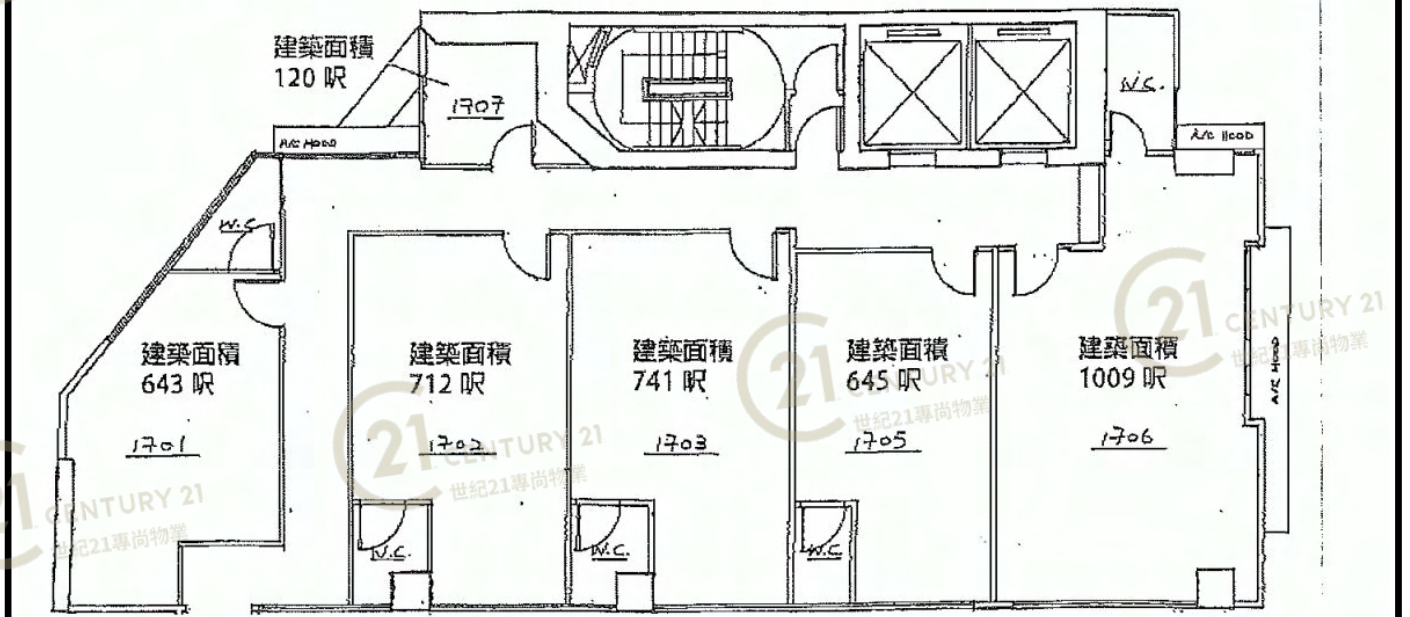 建築面積
120 呎
1707
W.C.
A/C HOOD
A/C HOOD
W.C
建築面積
643 呎
1701
建築面積
712 呎
1702
建築面積
741 呎
1703
建築面積
645 呎
1705
建築面積
1009 呎
1706
A/C HOOD
W.C.
W.C.
W.C.
21 CENTURY 21
世紀21專尚物業
21 CENTURY 21
世紀21專尚物業
21 CENTURY 21
世紀21專尚物業
21 CENTURY 21
世紀21專尚物業